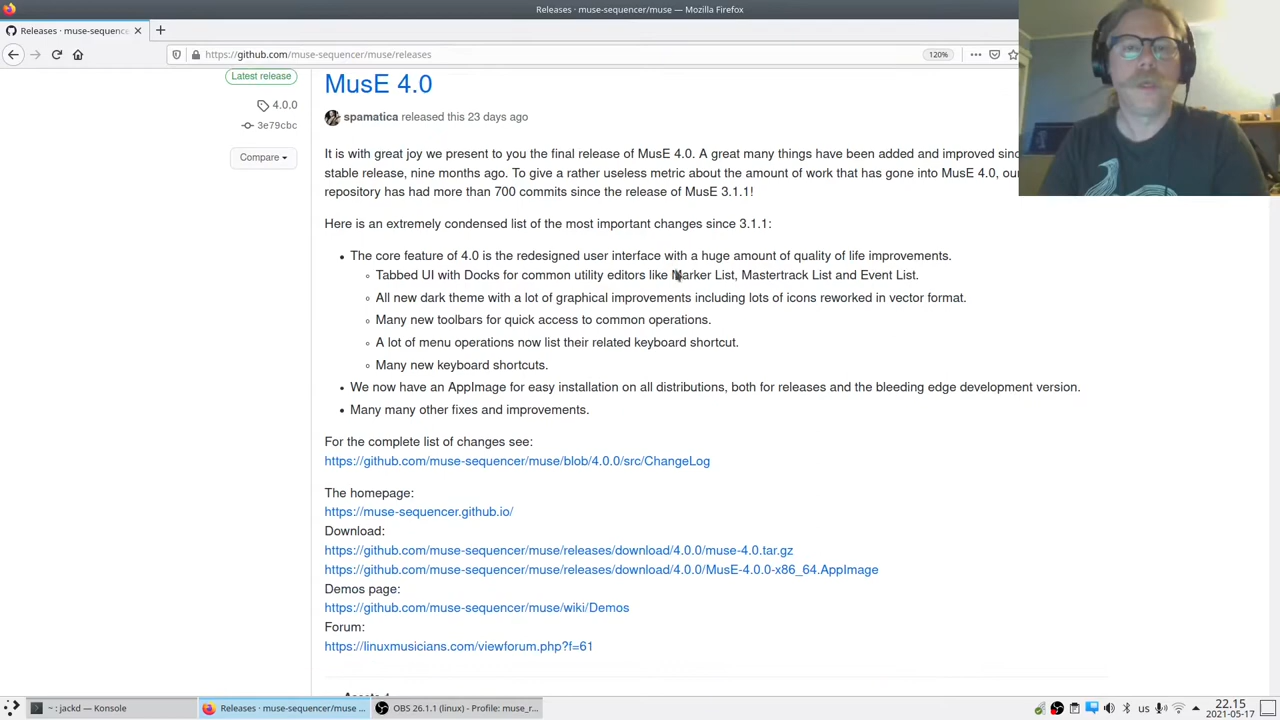 Releases · muse-sequencer/muse — Mozilla Firefox
Releases · muse-sequence
https://github.com/muse-sequencer/muse/releases
120%
Latest release
MusE 4.0
4.0.0
spamatica released this 23 days ago
3e79cbc
Compare
It is with great joy we present to you the final release of MusE 4.0. A great many things have been added and improved sinc
stable release, nine months ago. To give a rather useless metric about the amount of work that has gone into MusE 4.0, ou
repository has had more than 700 commits since the release of MusE 3.1.1!
Here is an extremely condensed list of the most important changes since 3.1.1:
The core feature of 4.0 is the redesigned user interface with a huge amount of quality of life improvements.
Tabbed UI with Docks for common utility editors like Marker List, Mastertrack List and Event List.
All new dark theme with a lot of graphical improvements including lots of icons reworked in vector format.
Many new toolbars for quick access to common operations.
A lot of menu operations now list their related keyboard shortcut.
Many new keyboard shortcuts.
We now have an AppImage for easy installation on all distributions, both for releases and the bleeding edge development version.
Many many other fixes and improvements.
For the complete list of changes see:
https://github.com/muse-sequencer/muse/blob/4.0.0/src/ChangeLog
The homepage:
https://muse-sequencer.github.io/
Download:
https://github.com/muse-sequencer/muse/releases/download/4.0.0/muse-4.0.tar.gz
https://github.com/muse-sequencer/muse/releases/download/4.0.0/MusE-4.0.0-x86_64.AppImage
Demos page:
https://github.com/muse-sequencer/muse/wiki/Demos
Forum:
https://linuxmusicians.com/viewforum.php?f=61
~ : jackd — Konsole
Releases · muse-sequencer/muse ...
OBS 26.1.1 (linux) - Profile: muse_r...
us
22.15
2021-05-17